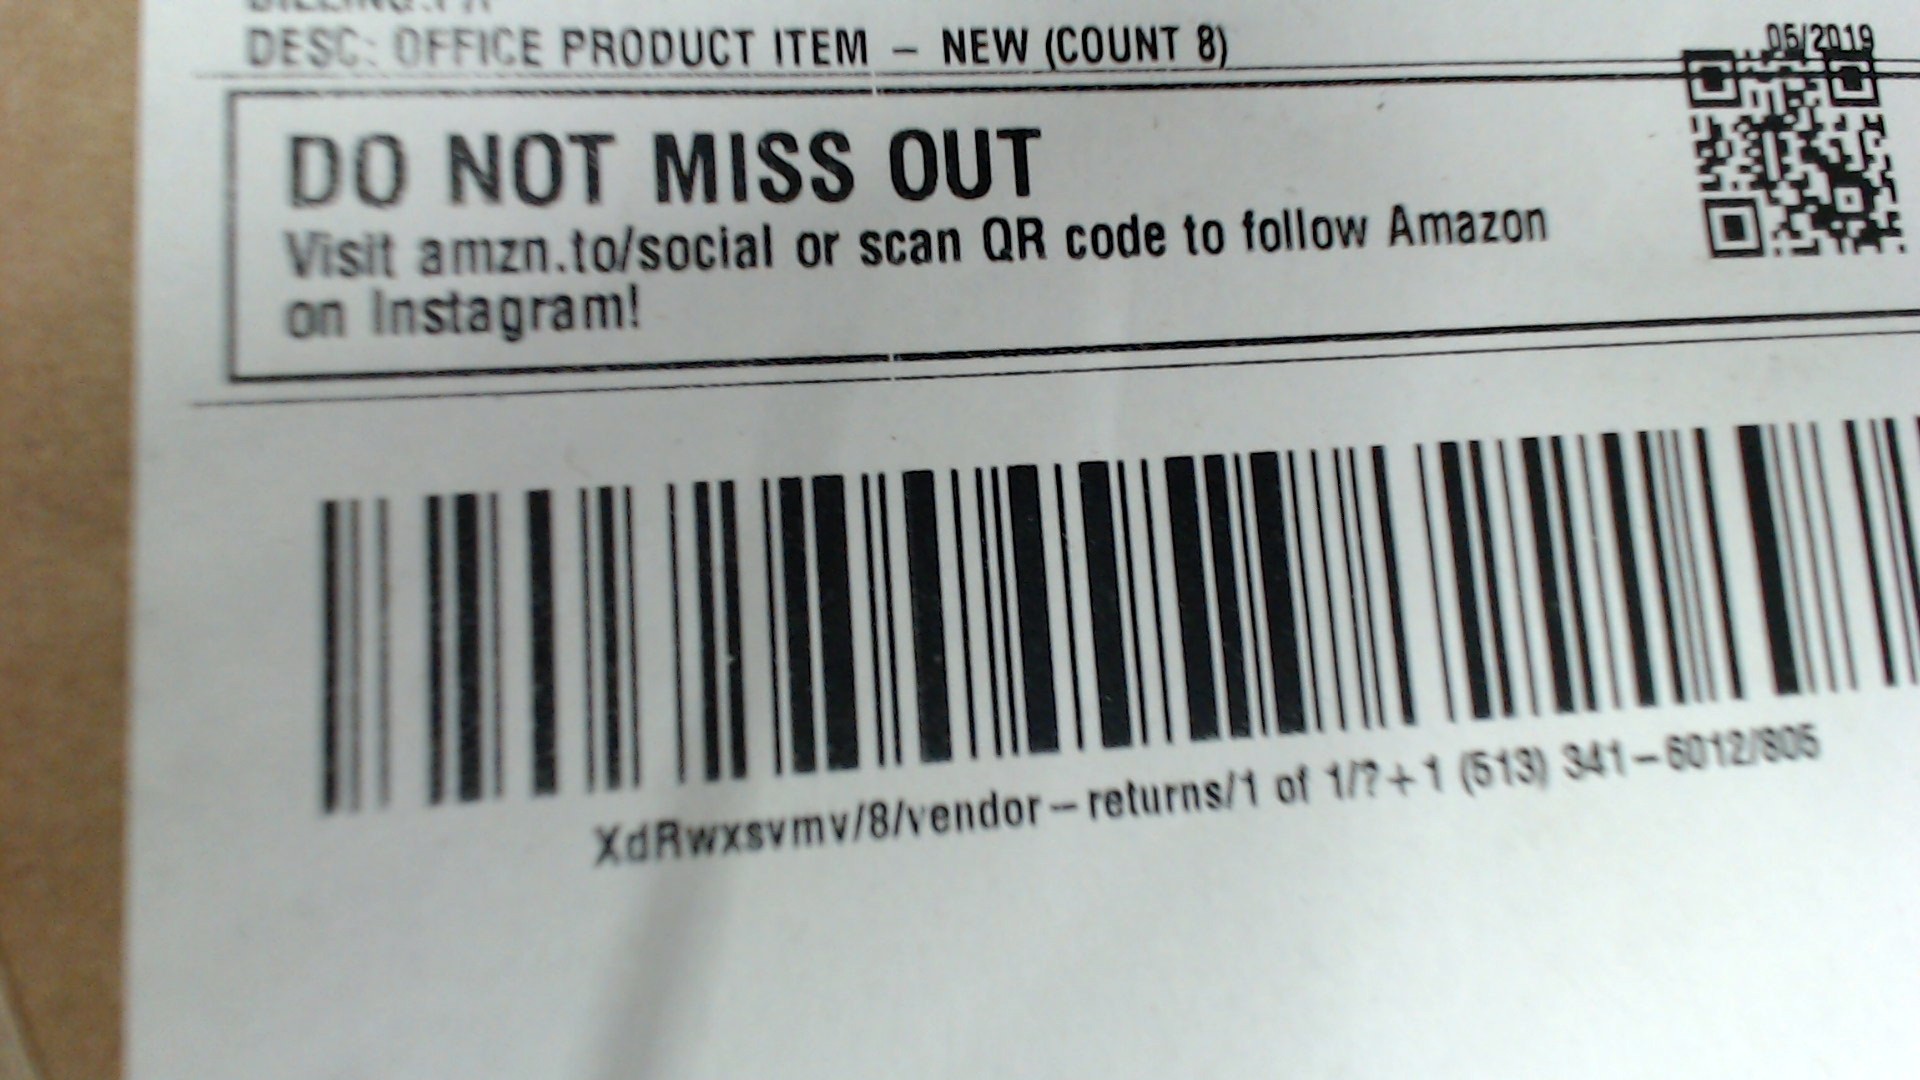 DESC: OFFICE PRODUCT ITEM – NEW (COUNT 8)
05/2019
DO NOT MISS OUT
Visit amzn.to/social or scan QR code to follow Amazon
on Instagram!
XdRwxsvmv/8/vendor–returns/1 of 1/?+1 (513) 341–6012/805